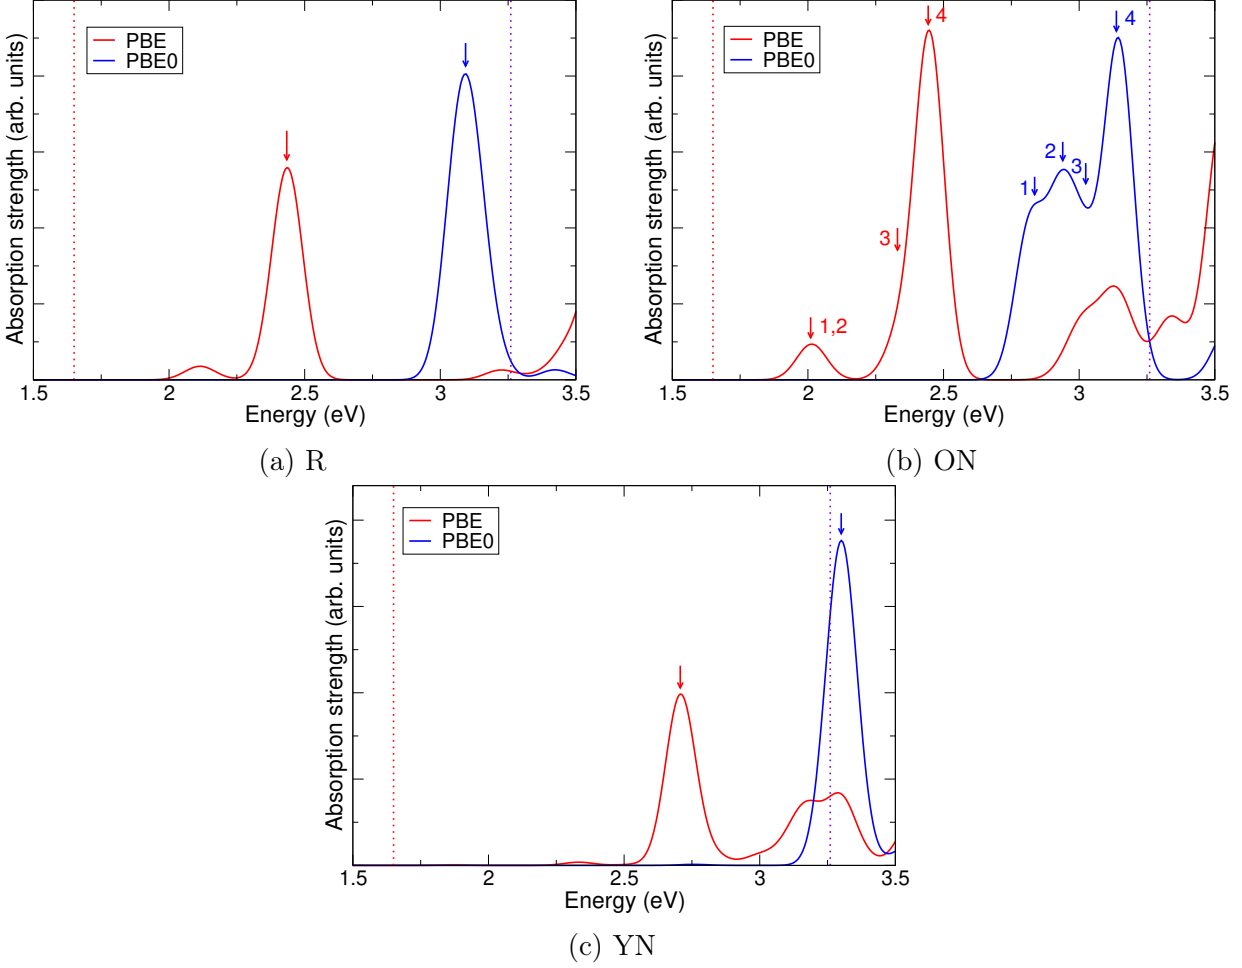 PBE
PBE0
Absorption strength (arb. units)
1.5
2
2.5
3
3.5
Energy (eV)
(a) R
PBE
PBE0
Absorption strength (arb. units)
4
4
2
1
3
3
1,2
1.5
2
2.5
3
3.5
Energy (eV)
(b) ON
PBE
PBE0
Absorption strength (arb. units)
1.5
2
2.5
3
3.5
Energy (eV)
(c) YN